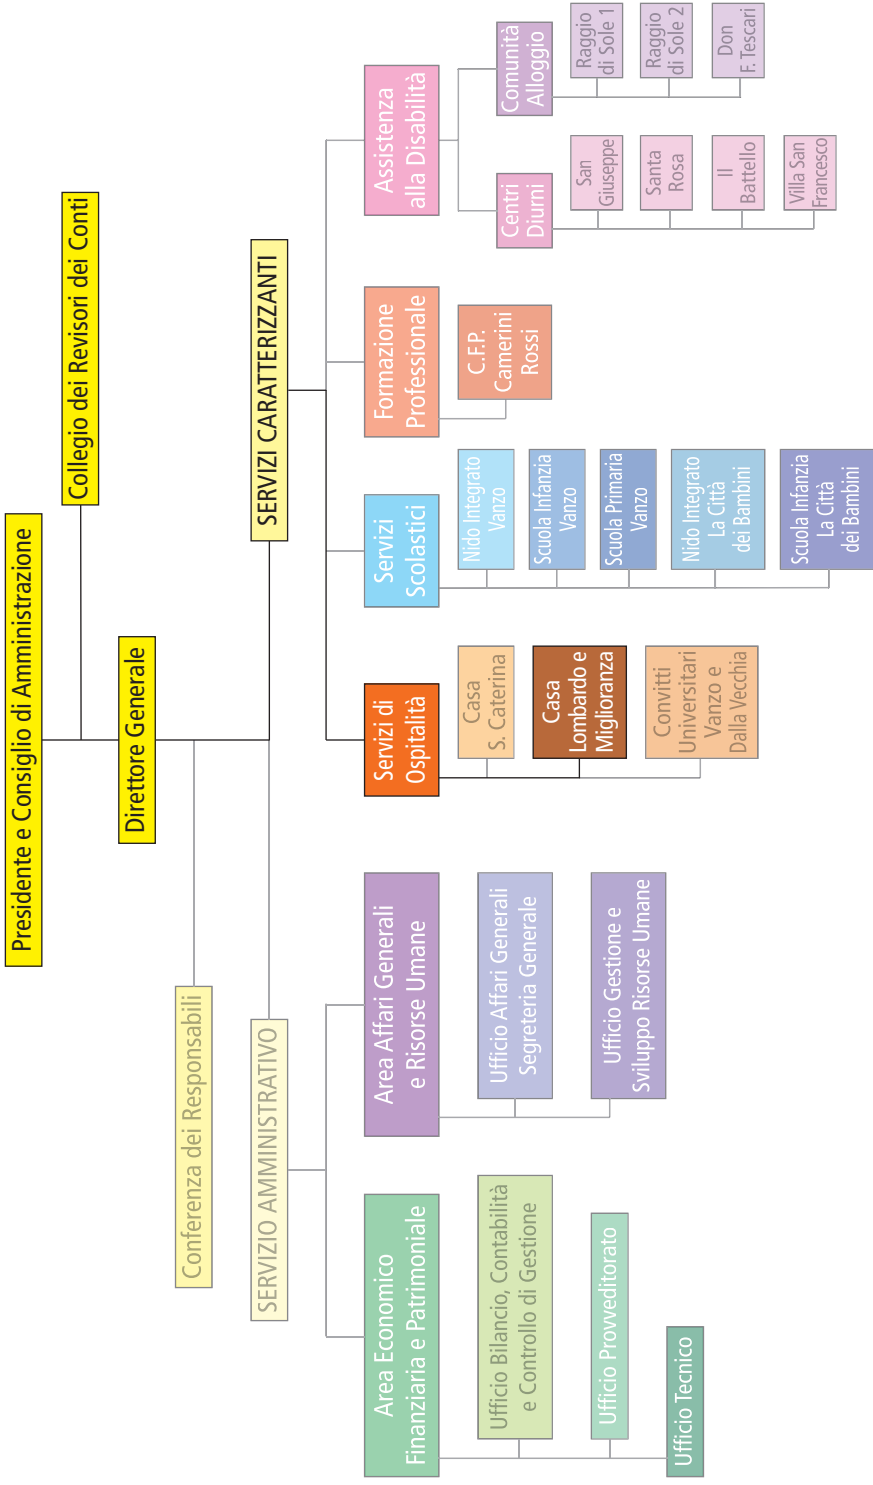 Presidente e Consiglio di Amministrazione
Collegio dei Revisori dei Conti
Direttore Generale
Conferenza dei Responsabili
SERVIZIO AMMINISTRATIVO
SERVIZI CARATTERIZZANTI
Area Economico
Finanziaria e Patrimoniale
Ufficio Bilancio, Contabilità
e Controllo di Gestione
Ufficio Provveditorato
Ufficio Tecnico
Area Affari Generali
e Risorse Umane
Ufficio Affari Generali
Segreteria Generale
Ufficio Gestione e
Sviluppo Risorse Umane
Servizi di
Ospitalità
Casa
S. Caterina
Casa
Lombardo e
Miglioranza
Convitti
Universitari
Vanzo e
Dalla Vecchia
Servizi
Scolastici
Nido Integrato
Vanzo
Scuola Infanzia
Vanzo
Scuola Primaria
Vanzo
Nido Integrato
La Città
dei Bambini
Scuola Infanzia
La Città
dei Bambini
Formazione
Professionale
C.F.P.
Camerini
Rossi
Assistenza
alla Disabilità
Centri
Diurni
San
Giuseppe
Santa
Rosa
Il
Battello
Villa San
Francesco
Comunità
Alloggio
Raggio
di Sole 1
Raggio
di Sole 2
Don
F. Tescari